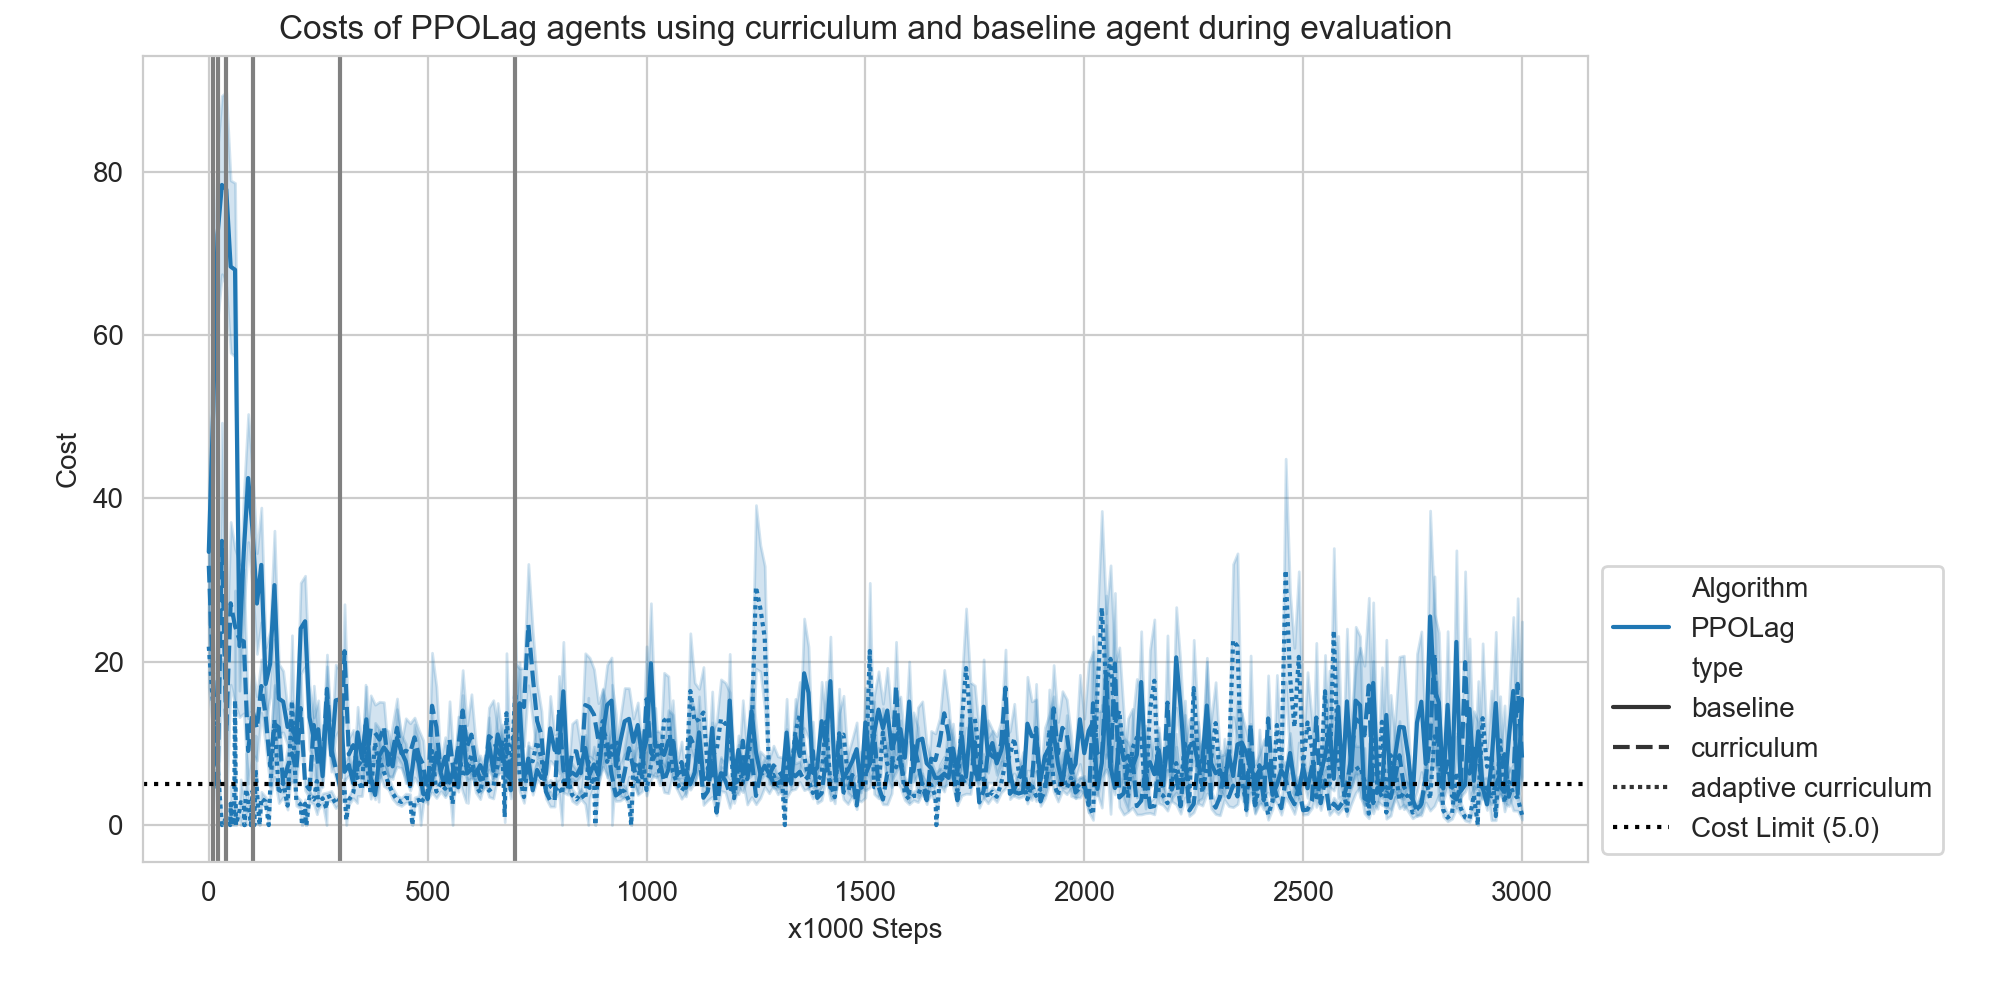 Costs of PPOLag agents using curriculum and baseline agent during evaluation
80
60
40
20
0
Cost
0 500 1000 1500 2000 2500 3000
x1000 Steps
Algorithm
PPOLag
type
baseline
curriculum
adaptive curriculum
Cost Limit (5.0)